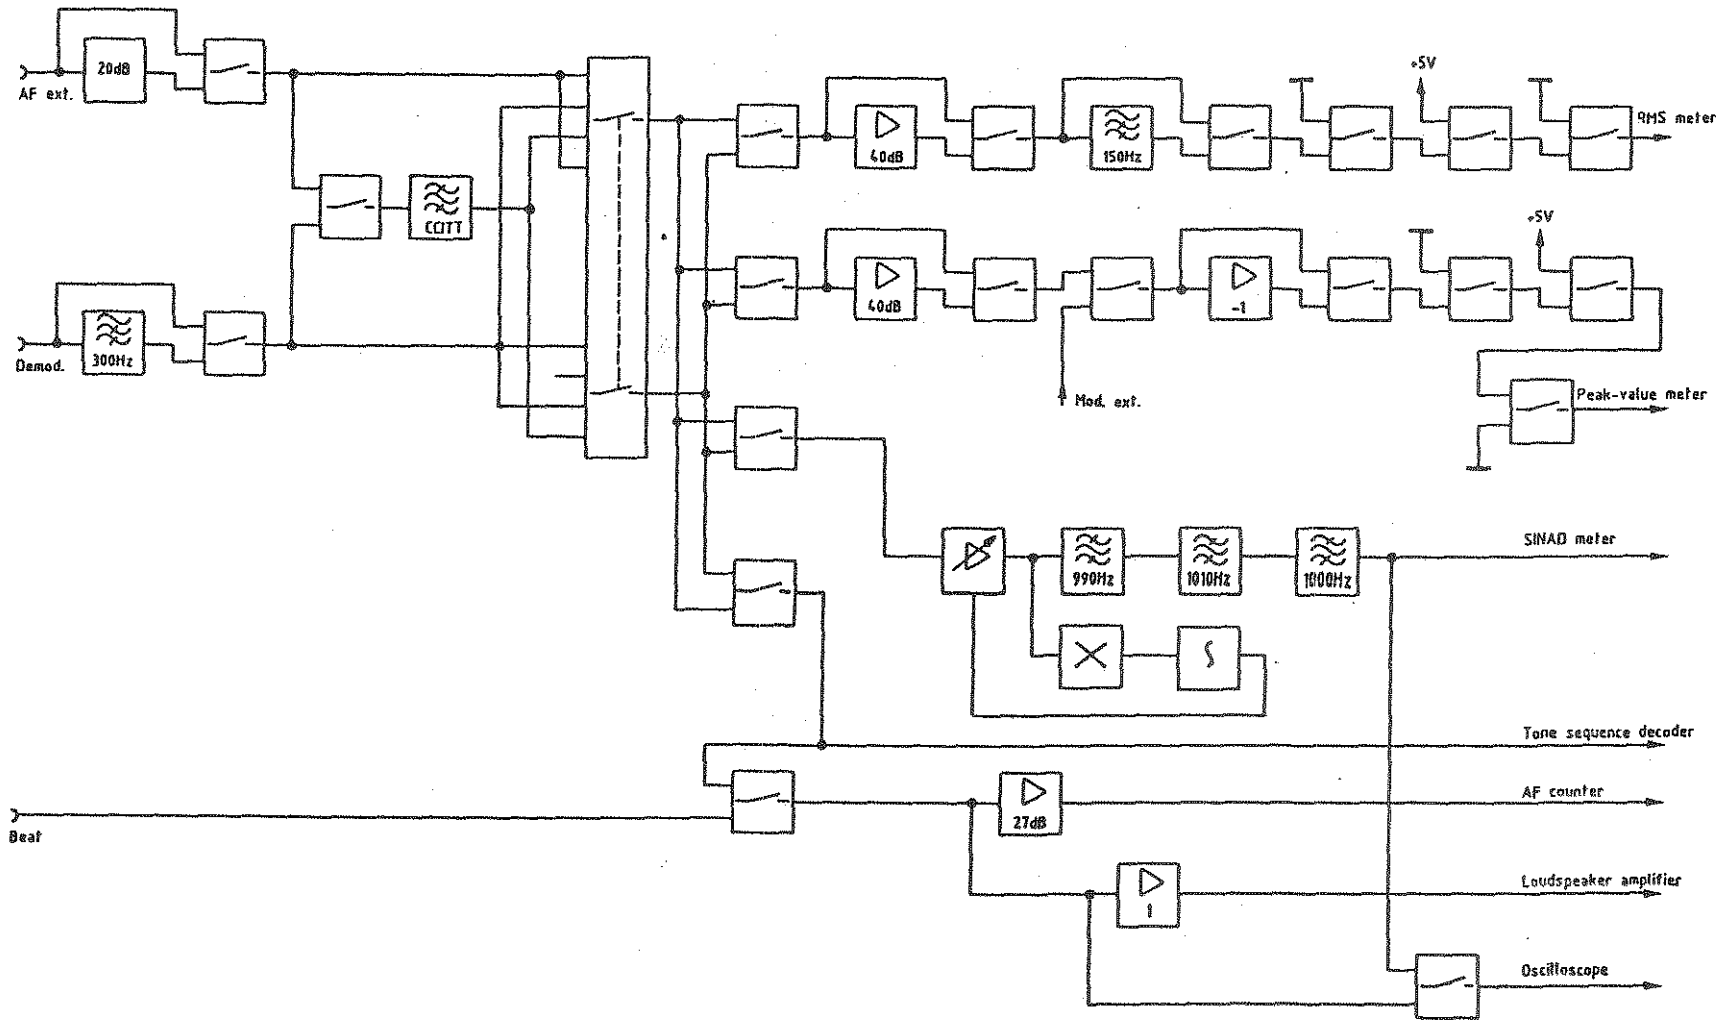 20dB
AF ext.
CCITT
300Hz
Demod.
40dB
150Hz
+5V
RMS meter
40dB
-1
+5V
Mod. ext.
Peak-value meter
990Hz
1010Hz
1000Hz
SINAD meter
Tone sequence decoder
Beat
27dB
AF counter
1
Loudspeaker amplifier
Oscilloscope